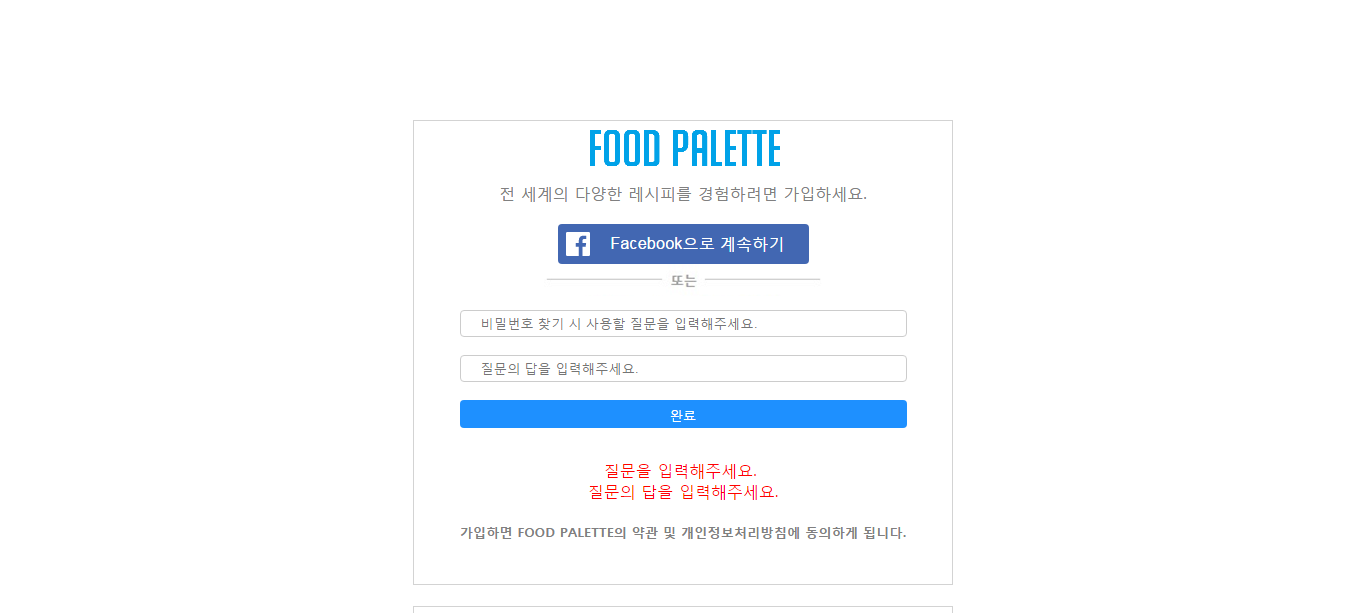 FOOD PALETTE
전 세계의 다양한 레시피를 경험하려면 가입하세요.
Facebook으로 계속하기
또는
비밀번호 찾기 시 사용할 질문을 입력해주세요.
질문의 답을 입력해주세요.
완료
질문을 입력해주세요.
질문의 답을 입력해주세요.
가입하면 FOOD PALETTE의 약관 및 개인정보처리방침에 동의하게 됩니다.